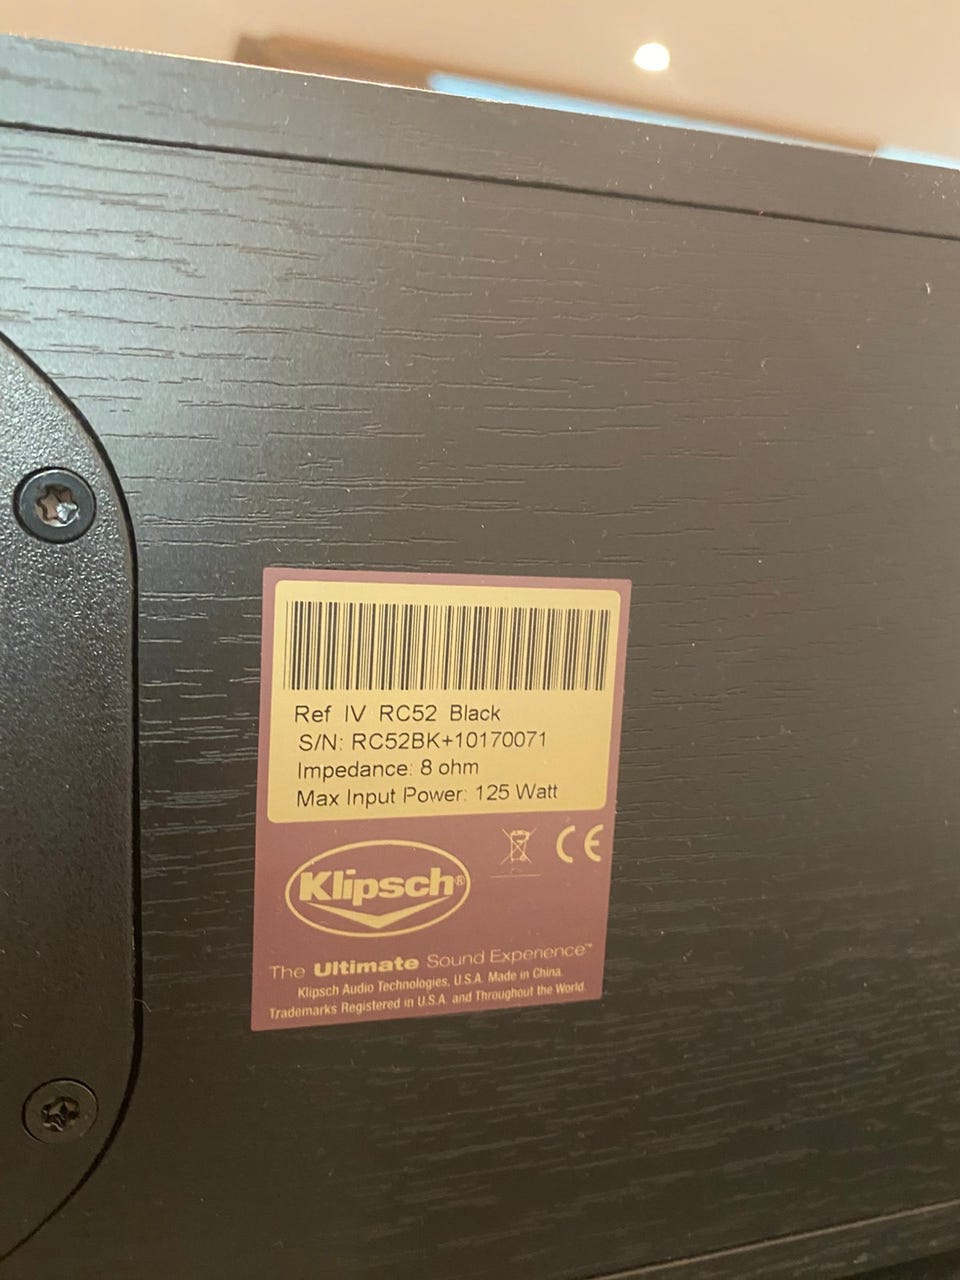 Ref IV RC52 Black
S/N: RC52BK+10170071
Impedance: 8 ohm
Max Input Power: 125 Watt
CE
Klipsch®
The Ultimate Sound Experience™
Klipsch Audio Technologies, U.S.A. Made in China.
Trademarks Registered in U.S.A. and Throughout the World.